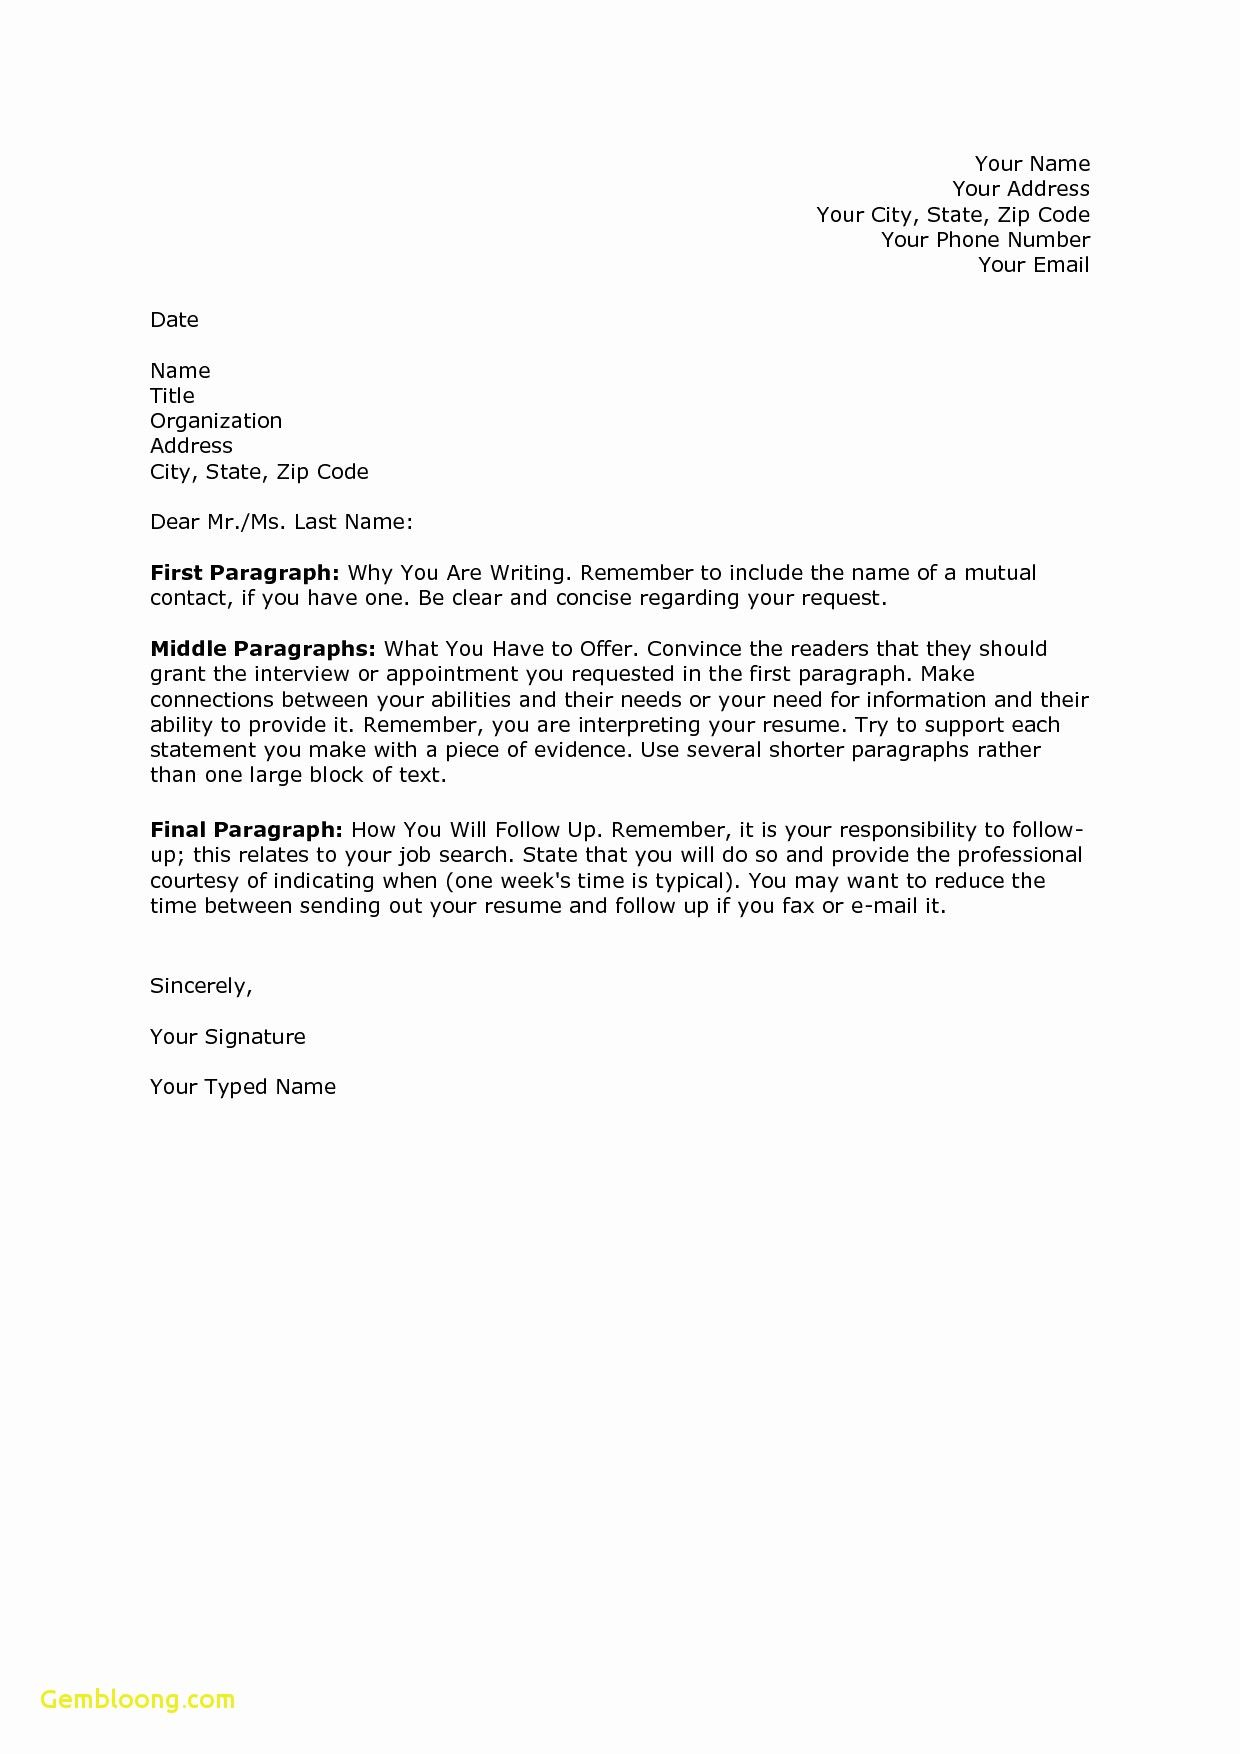 Your Name
Your Address
Your City, State, Zip Code
Your Phone Number
Your Email
Date
Name
Title
Organization
Address
City, State, Zip Code
Dear Mr./Ms. Last Name:
First Paragraph: Why You Are Writing. Remember to include the name of a mutual
contact, if you have one. Be clear and concise regarding your request.
Middle Paragraphs: What You Have to Offer. Convince the readers that they should
grant the interview or appointment you requested in the first paragraph. Make
connections between your abilities and their needs or your need for information and their
ability to provide it. Remember, you are interpreting your resume. Try to support each
statement you make with a piece of evidence. Use several shorter paragraphs rather
than one large block of text.
Final Paragraph: How You Will Follow Up. Remember, it is your responsibility to follow-
up; this relates to your job search. State that you will do so and provide the professional
courtesy of indicating when (one week's time is typical). You may want to reduce the
time between sending out your resume and follow up if you fax or e-mail it.
Sincerely,
Your Signature
Your Typed Name
Gembloong.com